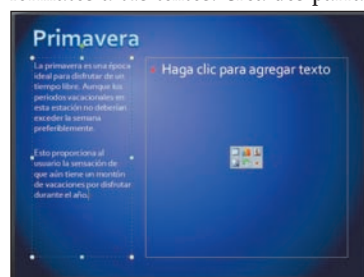 Primavera
La primavera es una época
ideal para disfrutar de un
tiempo libre. Aunque los
periodos vacacionales en
esta estación no deberían
exceder la semana
preferiblemente.
Esto proporciona al
usuario la sensación de
que aún tiene un montón
de vacaciones por disfrutar
durante el año.
Haga clic para agregar texto